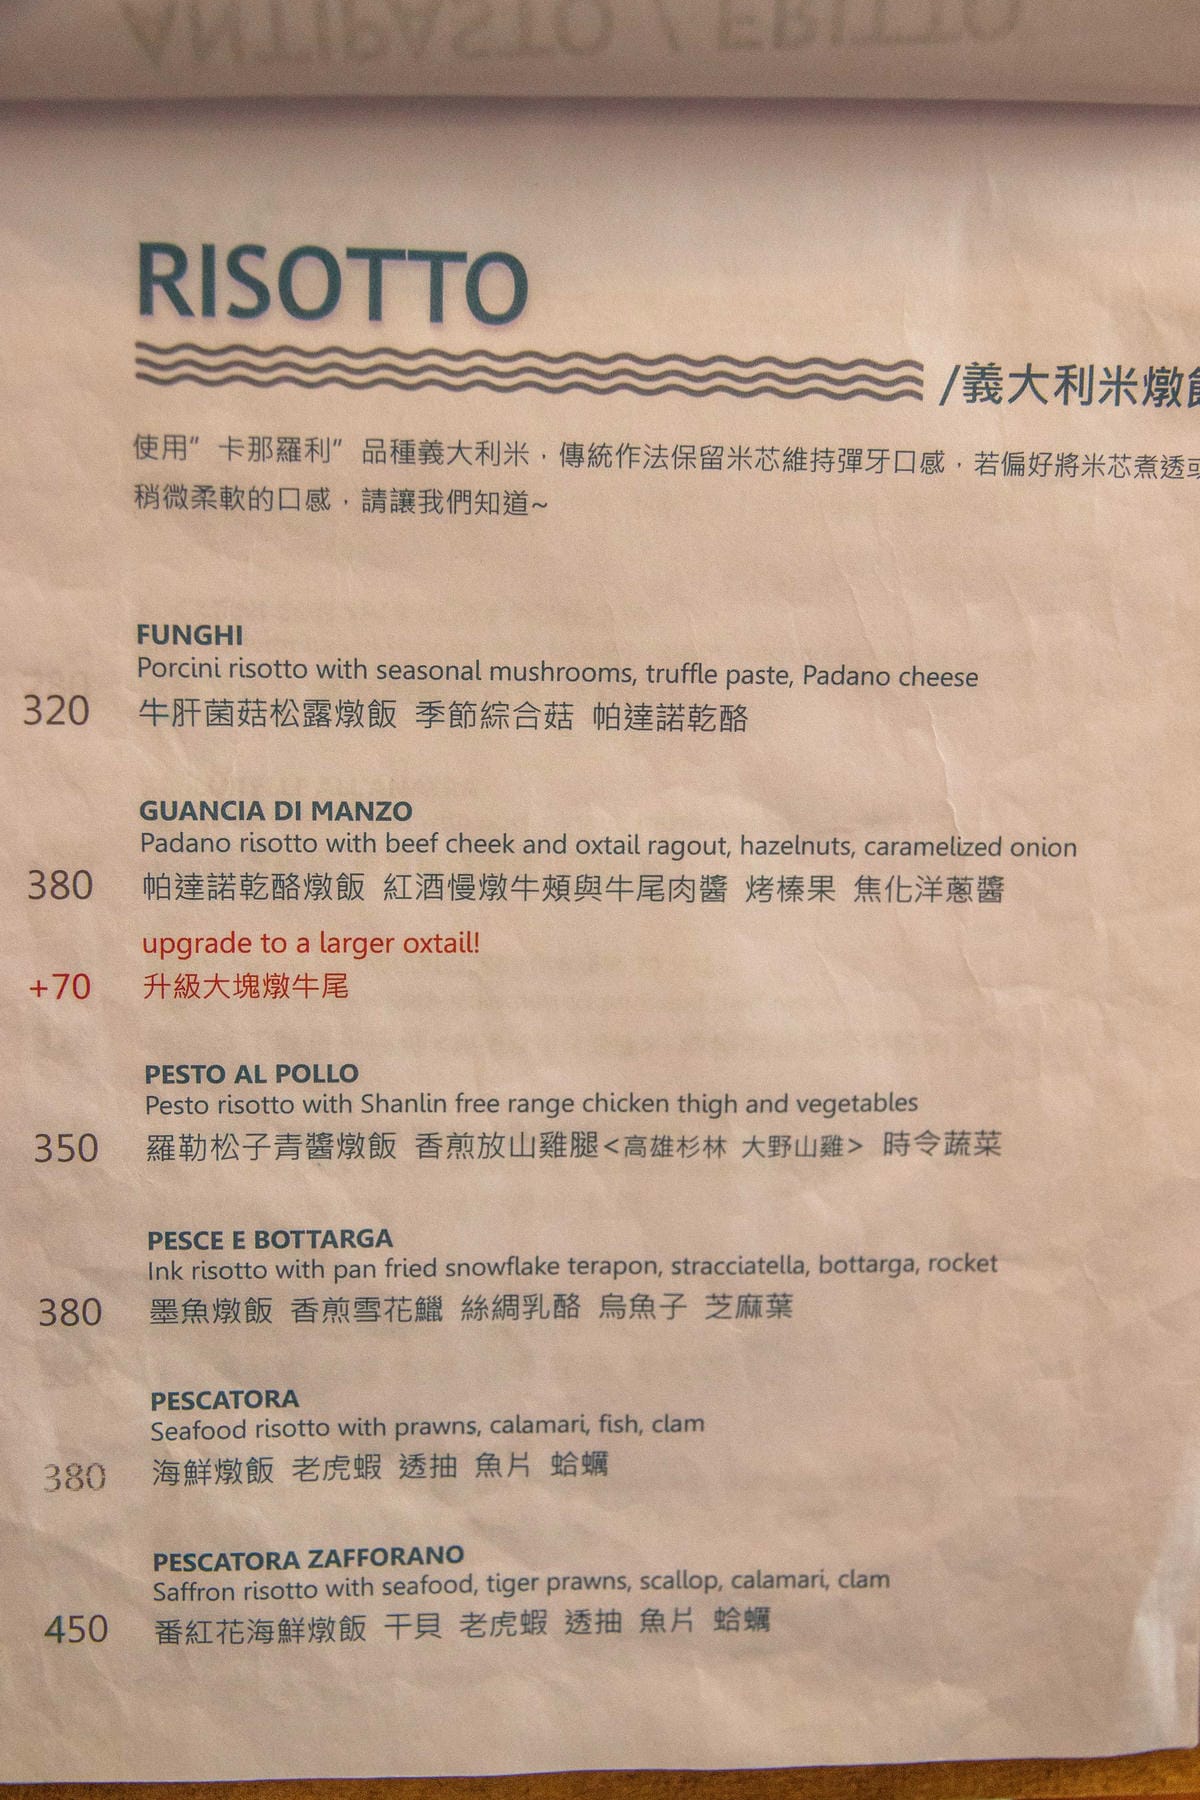 ANTIPASTO / FRITTO
RISOTTO
/義大利米燉飯
使用”卡那羅利”品種義大利米，傳統作法保留米芯維持彈牙口感，若偏好將米芯煮透或
稍微柔軟的口感，請讓我們知道~
FUNGHI
Porcini risotto with seasonal mushrooms, truffle paste, Padano cheese
320 牛肝菌菇松露燉飯 季節綜合菇 帕達諾乾酪
GUANCIA DI MANZO
Padano risotto with beef cheek and oxtail ragout, hazelnuts, caramelized onion
380 帕達諾乾酪燉飯 紅酒慢燉牛頰與牛尾肉醬 烤榛果 焦化洋蔥醬
upgrade to a larger oxtail!
+70 升級大塊燉牛尾
PESTO AL POLLO
Pesto risotto with Shanlin free range chicken thigh and vegetables
350 羅勒松子青醬燉飯 香煎放山雞腿<高雄杉林 大野山雞> 時令蔬菜
PESCE E BOTTARGA
Ink risotto with pan fried snowflake terapon, stracciatella, bottarga, rocket
380 墨魚燉飯 香煎雪花鱲 絲綢乳酪 烏魚子 芝麻葉
PESCATORA
Seafood risotto with prawns, calamari, fish, clam
380 海鮮燉飯 老虎蝦 透抽 魚片 蛤蠣
PESCATORA ZAFFORANO
Saffron risotto with seafood, tiger prawns, scallop, calamari, clam
450 番紅花海鮮燉飯 干貝 老虎蝦 透抽 魚片 蛤蠣